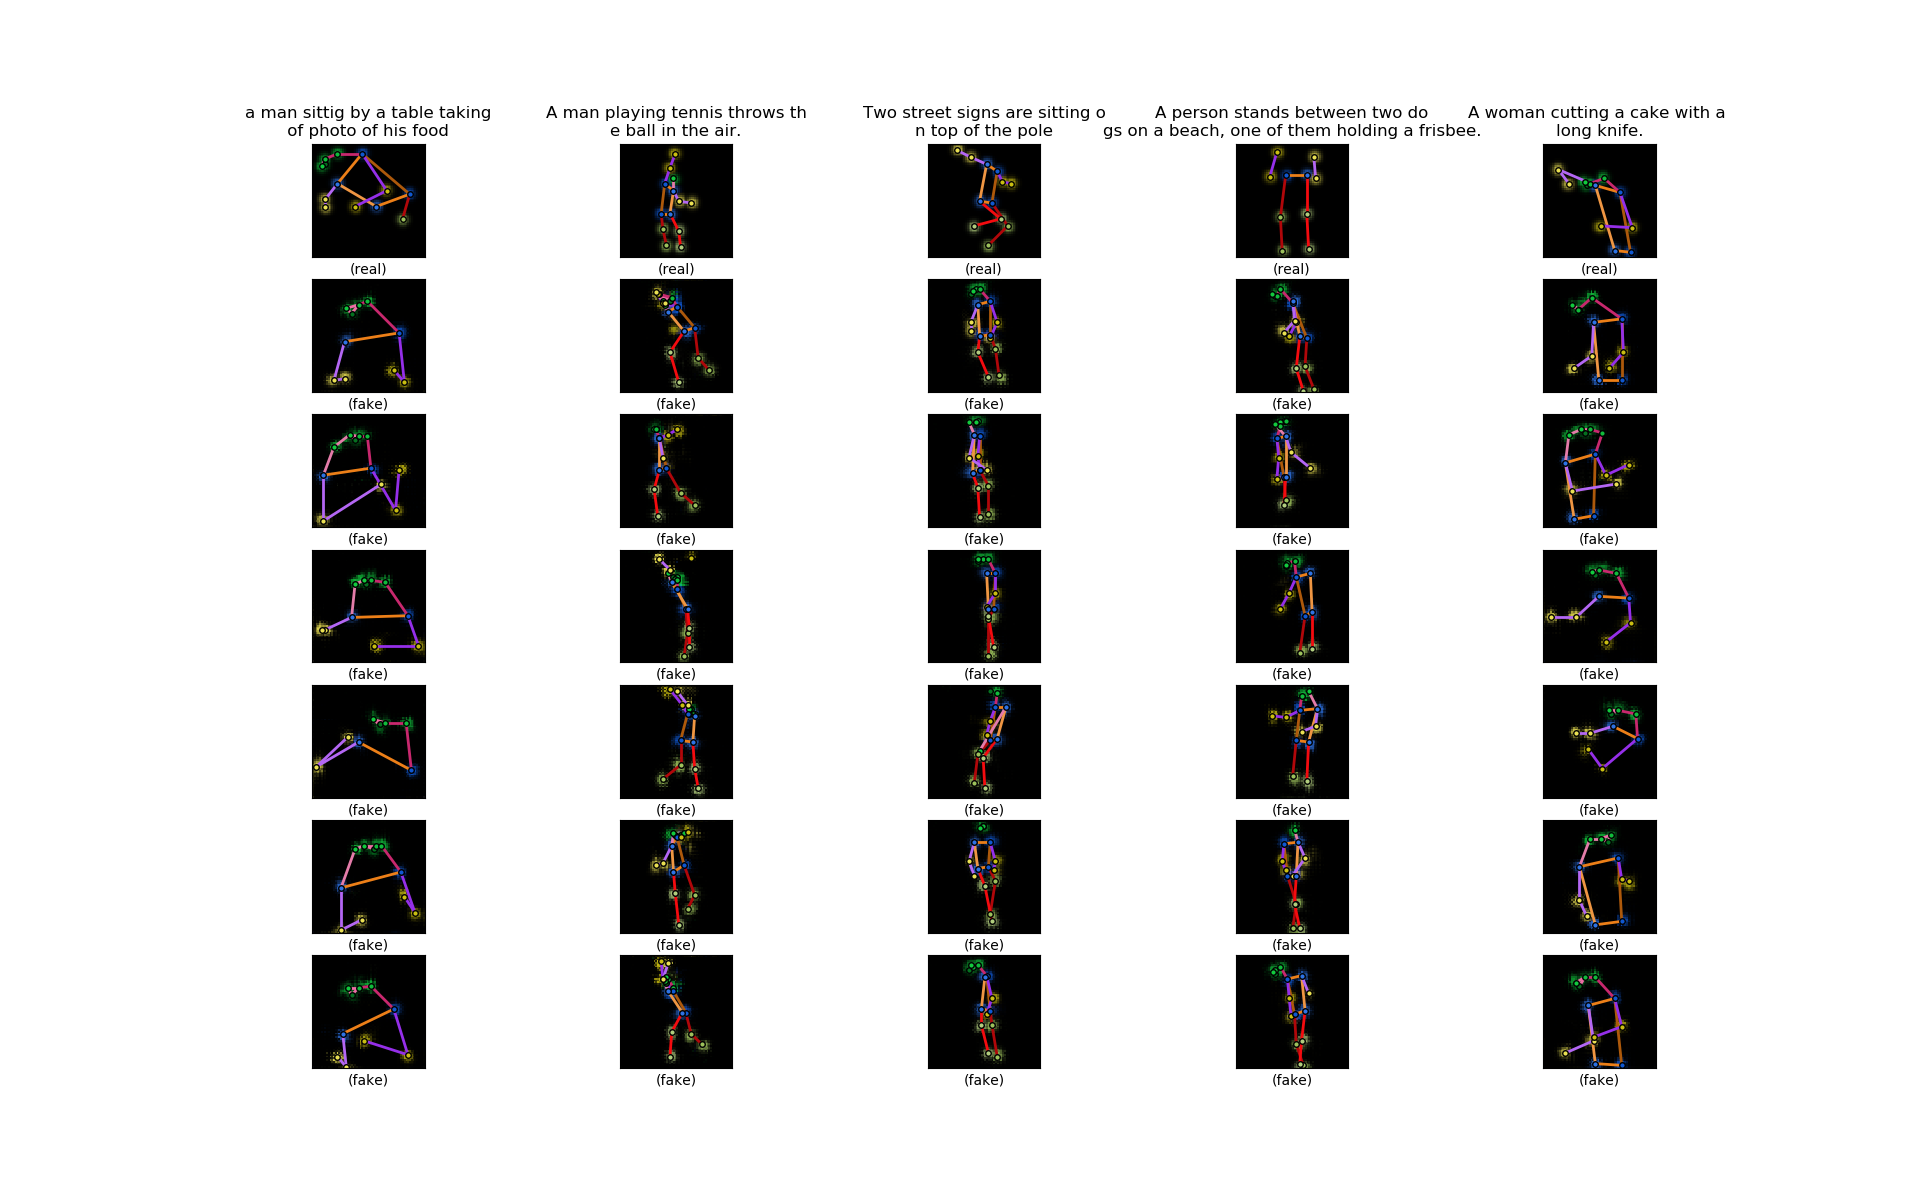 a man sittig by a table taking
of photo of his food
A man playing tennis throws th
e ball in the air.
Two street signs are sitting o
n top of the pole
A person stands between two do
gs on a beach, one of them holding a frisbee.
A woman cutting a cake with a
long knife.
(real) (real) (real) (real) (real)
(fake) (fake) (fake) (fake) (fake)
(fake) (fake) (fake) (fake) (fake)
(fake) (fake) (fake) (fake) (fake)
(fake) (fake) (fake) (fake) (fake)
(fake) (fake) (fake) (fake) (fake)
(fake) (fake) (fake) (fake) (fake)